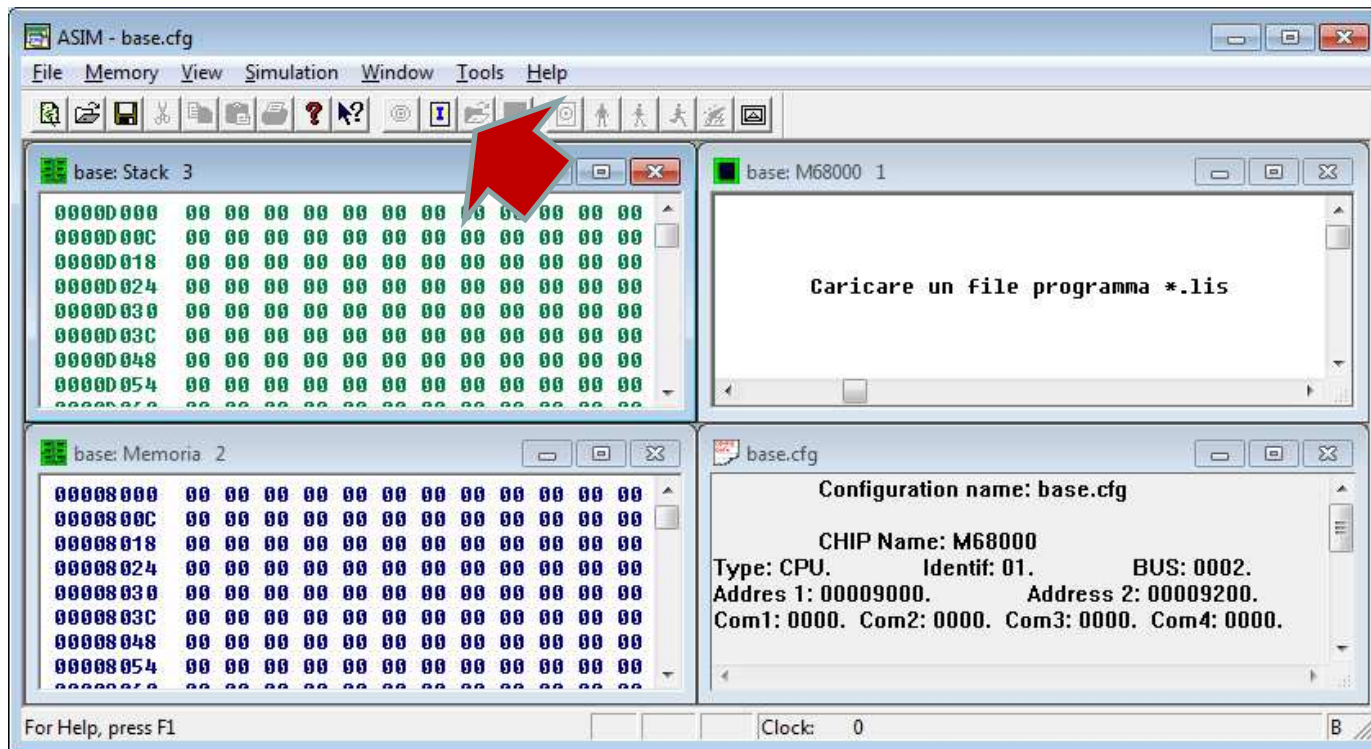 ASIM - base.cfg
File Memory View Simulation Window Tools Help
base: Stack 3
0000D000 00 00 00 00 00 00 00 00 00 00 00
0000D00C 00 00 00 00 00 00 00 00 00 00 00 00
0000D018 00 00 00 00 00 00 00 00 00 00 00 00
0000D024 00 00 00 00 00 00 00 00 00 00 00 00
0000D030 00 00 00 00 00 00 00 00 00 00 00 00
0000D03C 00 00 00 00 00 00 00 00 00 00 00 00
0000D048 00 00 00 00 00 00 00 00 00 00 00 00
0000D054 00 00 00 00 00 00 00 00 00 00 00 00
base: M68000 1
Caricare un file programma *.lis
base: Memoria 2
00008000 00 00 00 00 00 00 00 00 00 00 00 00
0000800C 00 00 00 00 00 00 00 00 00 00 00 00
00008018 00 00 00 00 00 00 00 00 00 00 00 00
00008024 00 00 00 00 00 00 00 00 00 00 00 00
00008030 00 00 00 00 00 00 00 00 00 00 00 00
0000803C 00 00 00 00 00 00 00 00 00 00 00 00
00008048 00 00 00 00 00 00 00 00 00 00 00 00
00008054 00 00 00 00 00 00 00 00 00 00 00 00
base.cfg
Configuration name: base.cfg
CHIP Name: M68000
Type: CPU. Identif: 01. BUS: 0002.
Addres 1: 00009000. Address 2: 00009200.
Com1: 0000. Com2: 0000. Com3: 0000. Com4: 0000.
For Help, press F1
Clock: 0
B